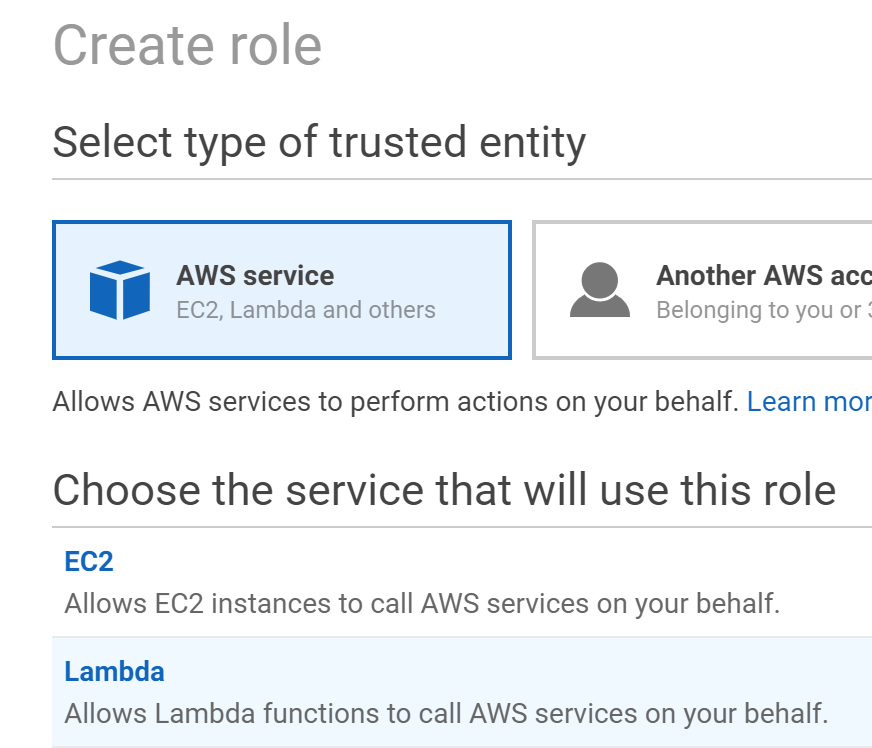 Create role
Select type of trusted entity
AWS service
EC2, Lambda and others
Another AWS acc
Belonging to you or
Allows AWS services to perform actions on your behalf. Learn mor
Choose the service that will use this role
EC2
Allows EC2 instances to call AWS services on your behalf.
Lambda
Allows Lambda functions to call AWS services on your behalf.